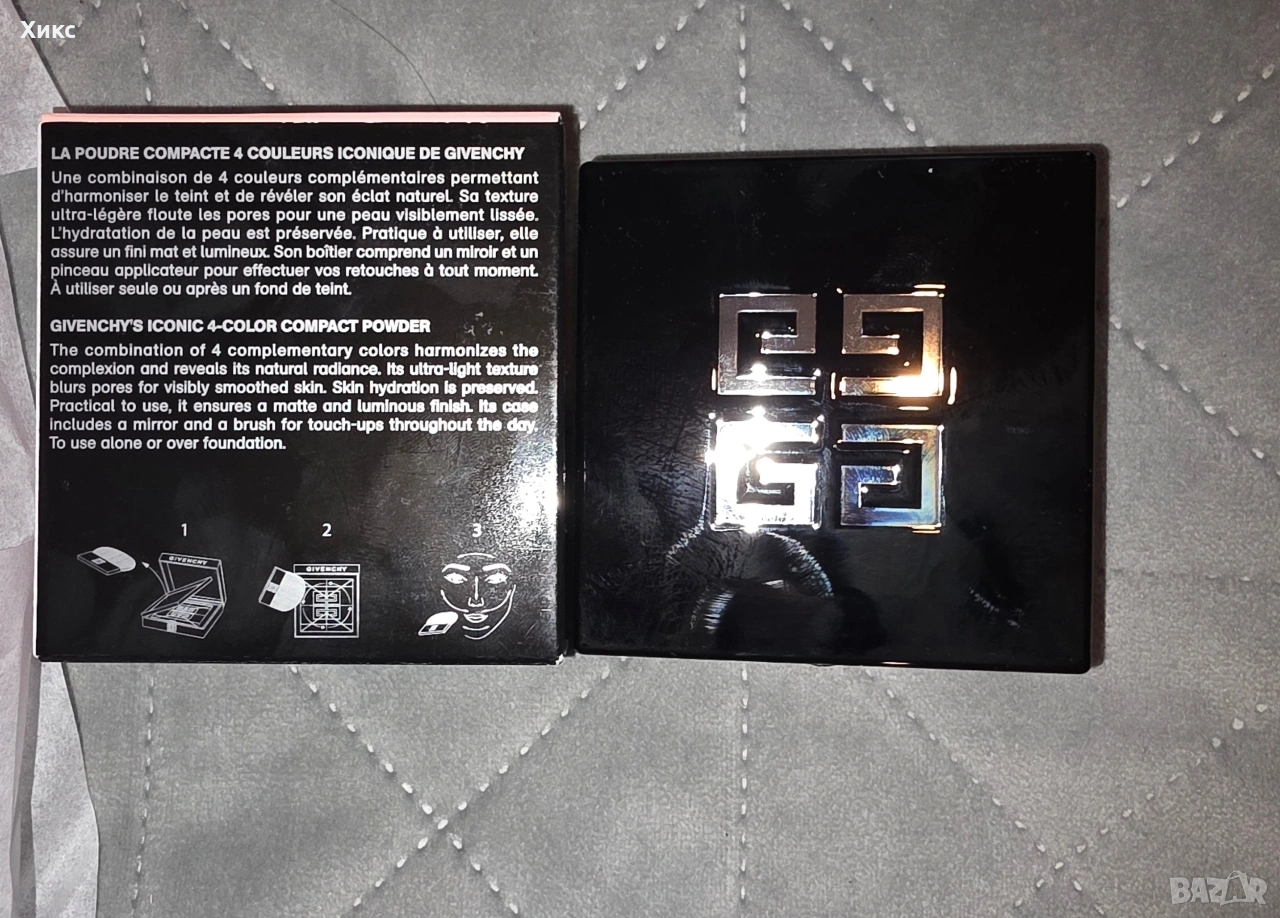 Хикс
LA POUDRE COMPACTE 4 COULEURS ICONIQUE DE GIVENCHY
Une combinaison de 4 couleurs complémentaires permettant
d'harmoniser le teint et de révéler son éclat naturel. Sa texture
ultra-légère floute les pores pour une peau visiblement lissée.
L'hydratation de la peau est préservée. Pratique à utiliser, elle
assure un fini mat et lumineux. Son boîtier comprend un miroir et un
pinceau applicateur pour effectuer vos retouches à tout moment.
À utiliser seule ou après un fond de teint.
GIVENCHY'S ICONIC 4-COLOR COMPACT POWDER
The combination of 4 complementary colors harmonizes the
complexion and reveals its natural radiance. Its ultra-light texture
blurs pores for visibly smoothed skin. Skin hydration is preserved.
Practical to use, it ensures a matte and luminous finish. Its case
includes a mirror and a brush for touch-ups throughout the day.
To use alone or over foundation.
1 2 3
GIVENCHY
GIVENCHY
BAZAR